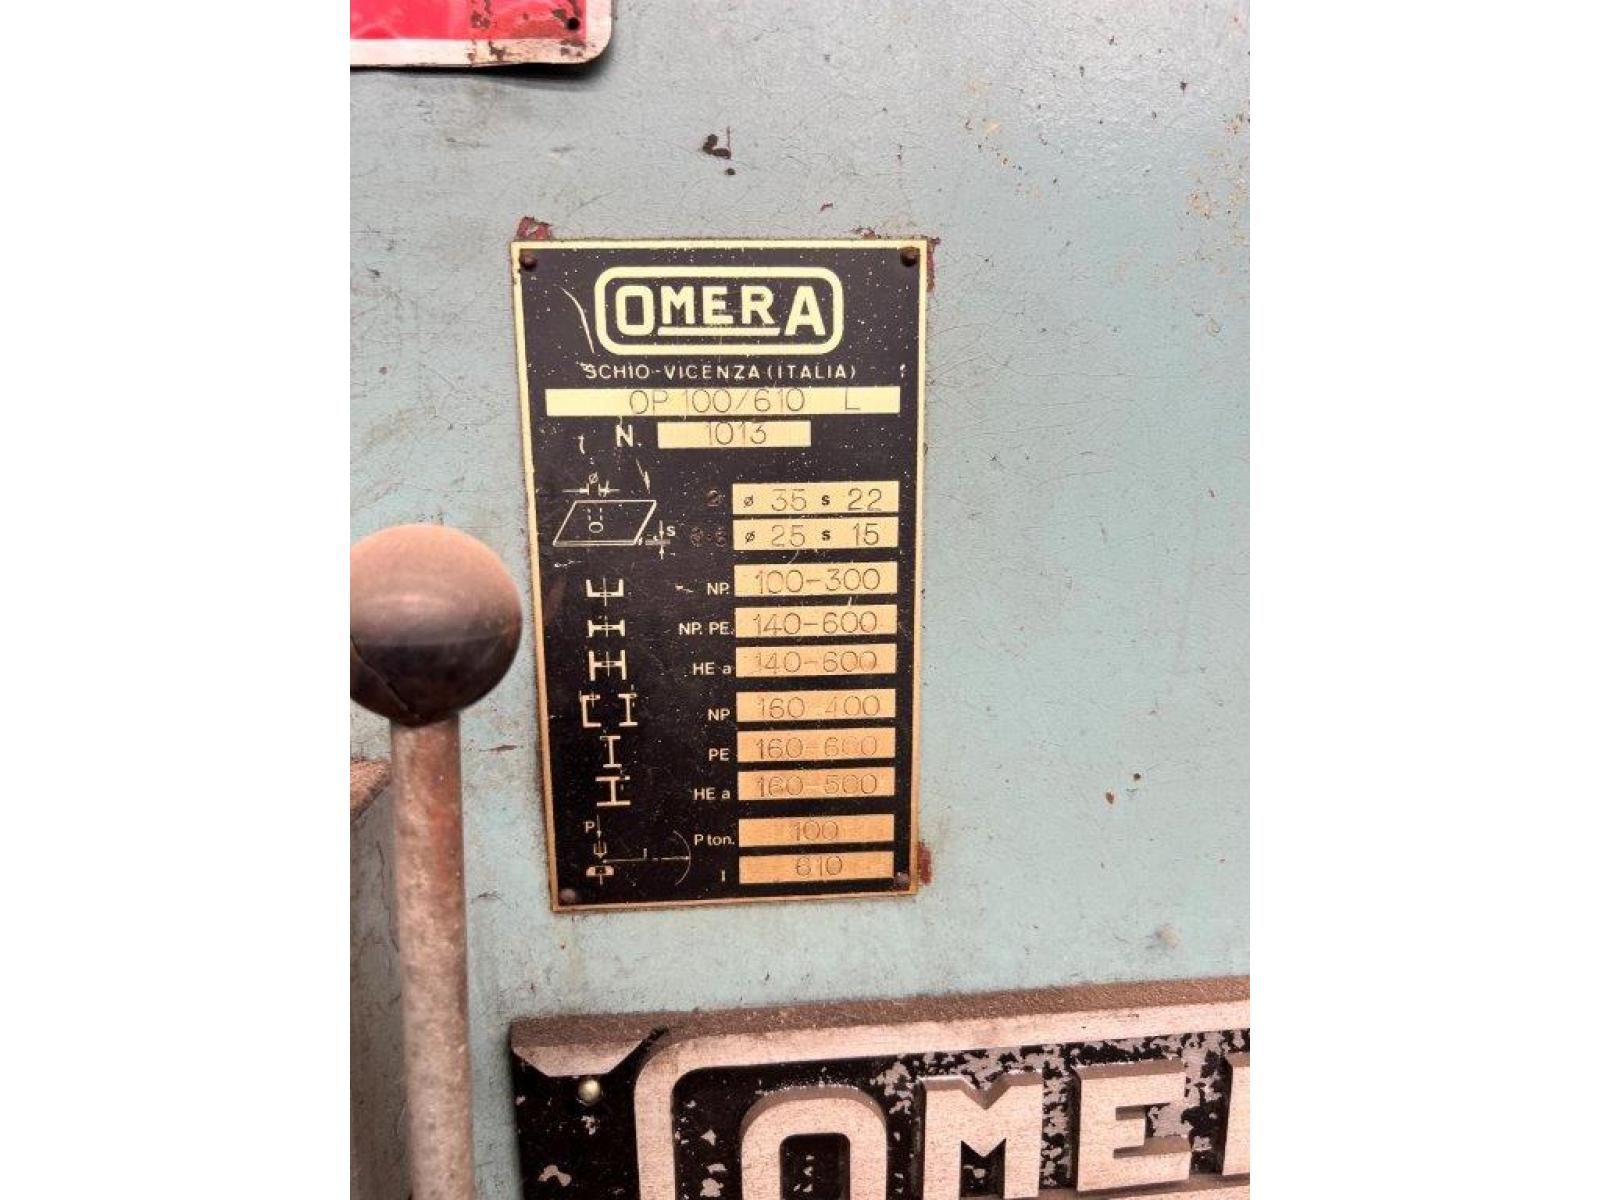 OMERA
SCHIO-VICENZA (ITALIA)
OP 100/610 L
N. 1013
ø 35 s 22
s ø 25 s 15
NP. 100-300
NP. PE. 140-600
HE a 140-600
NP 160-400
PE 160-600
HE a 160-500
P P ton. 100
I 610
OME